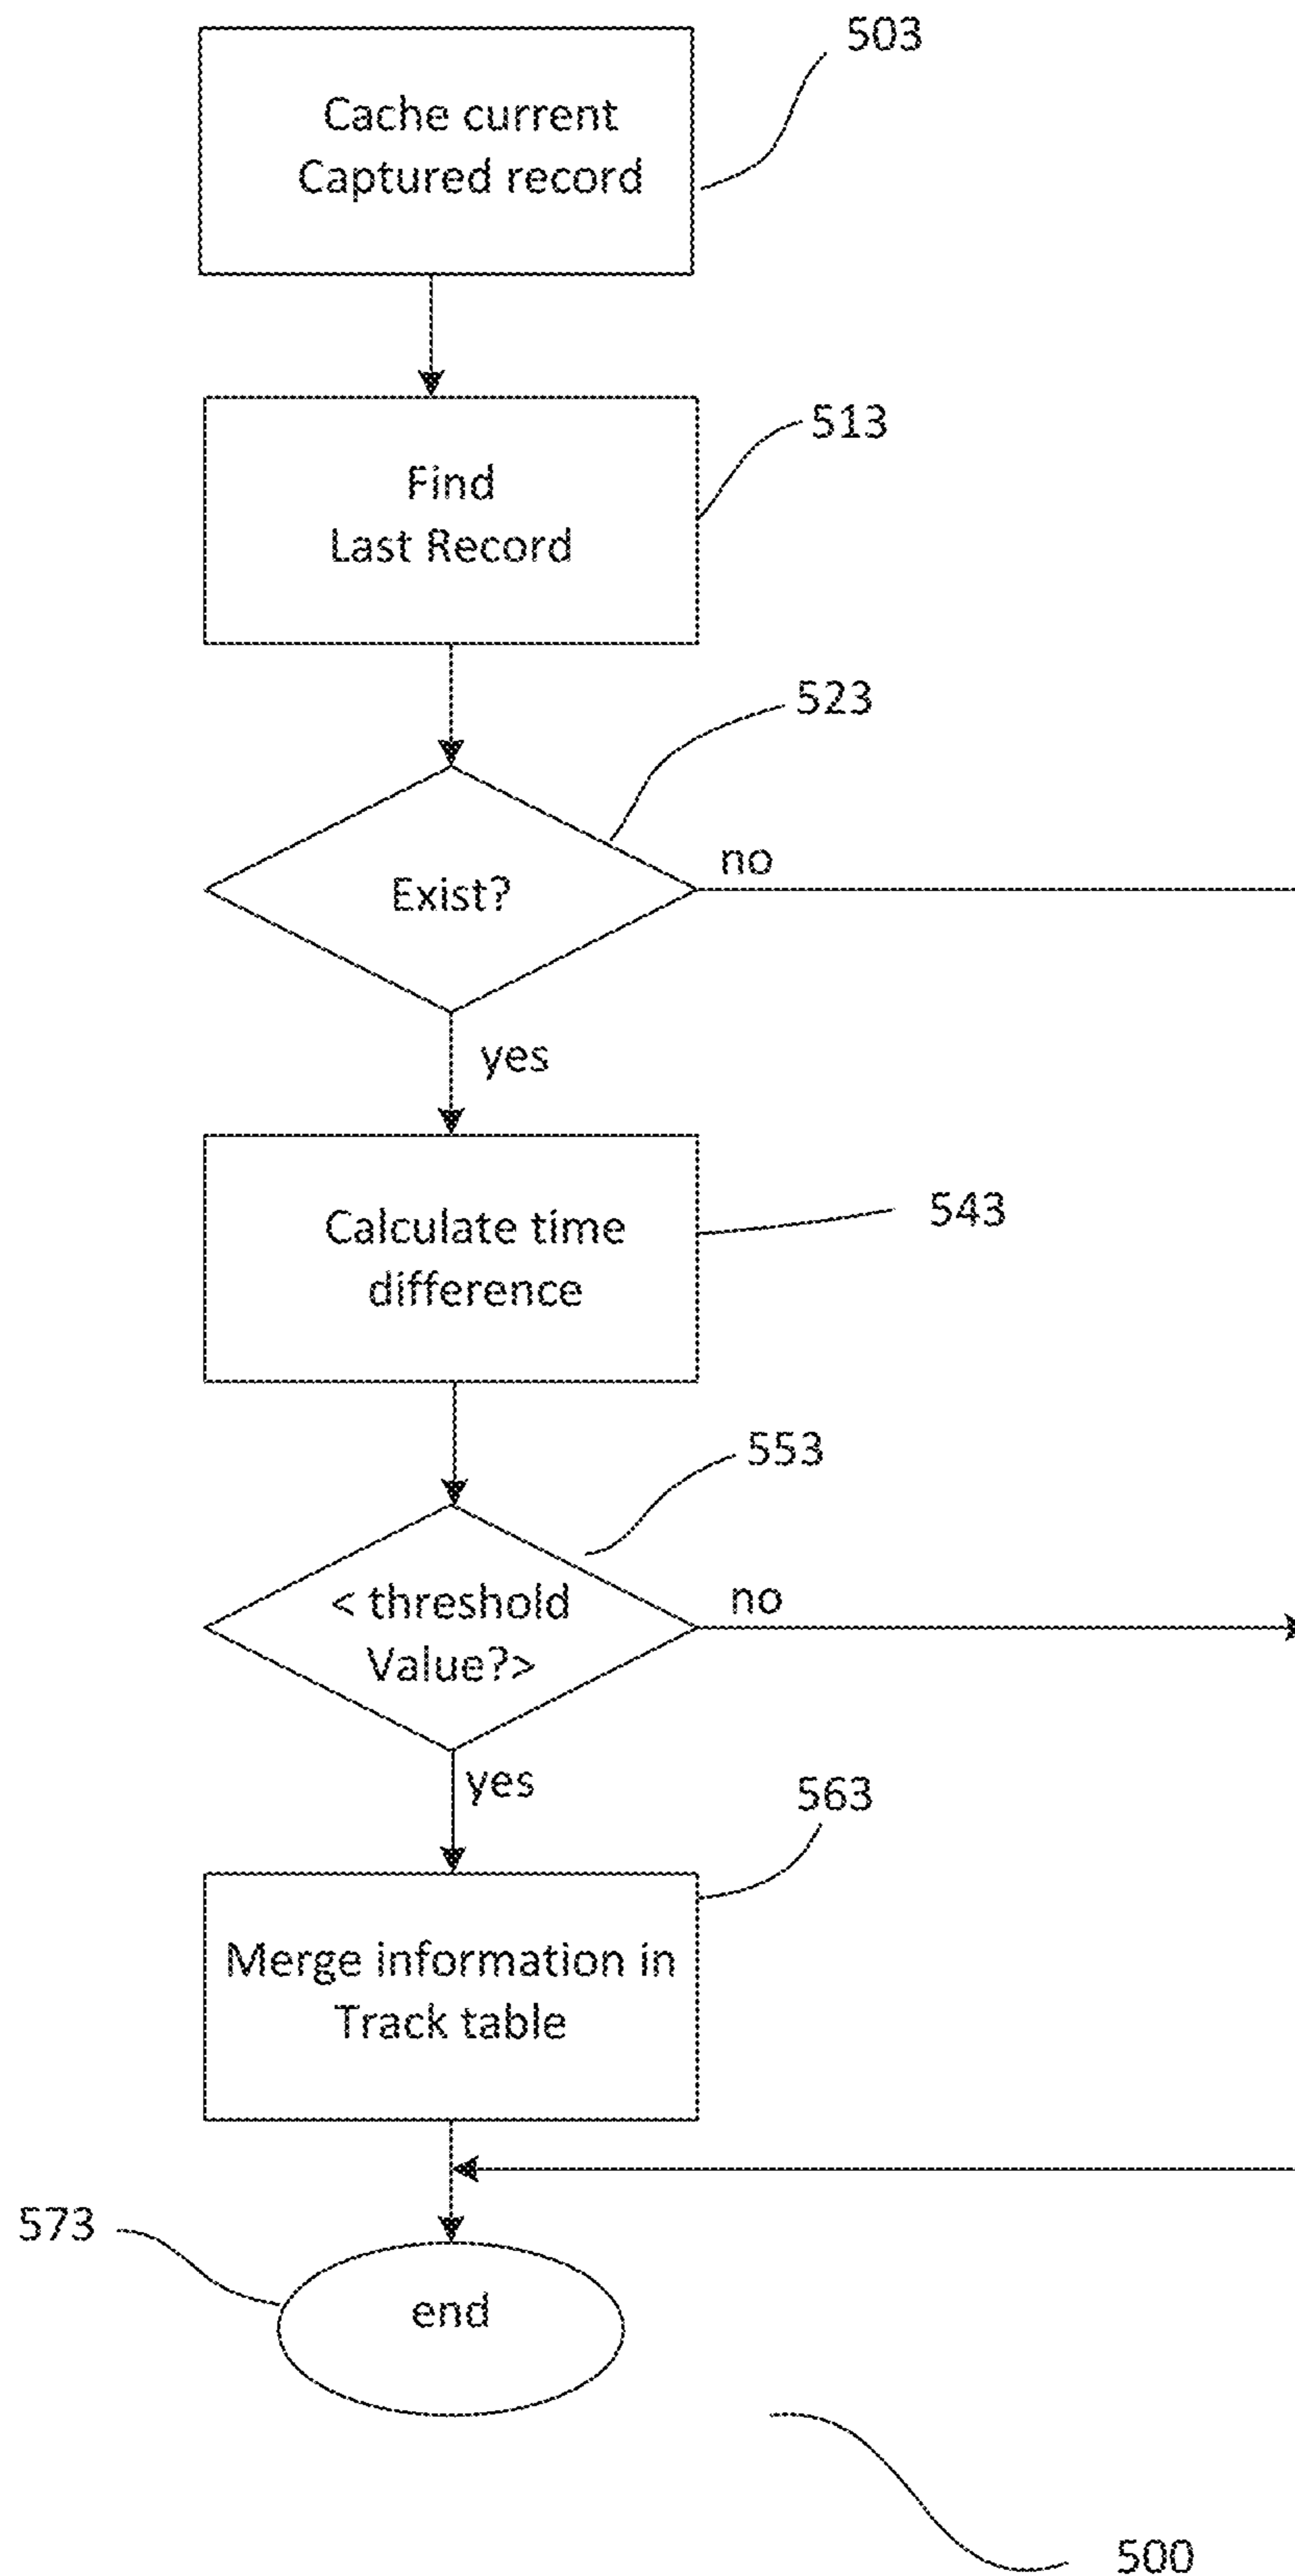 503
Cache current
Captured record
513
Find
Last Record
523
no
Exist?
yes
Calculate time
difference
543
553
no
< threshold
Value?>
yes
563
Merge information in
Track table
573
end
500